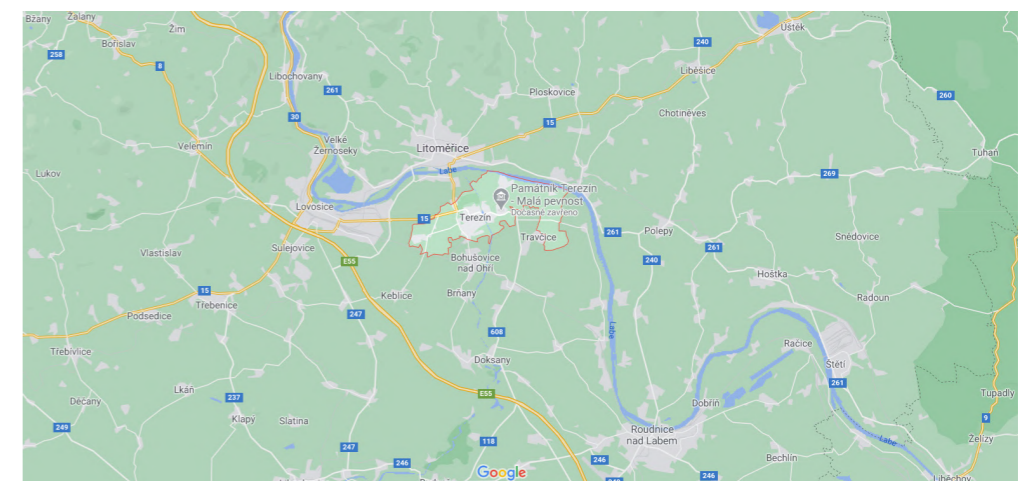 Bžany
Žalany
Žim
Bořislav
258
8
Libochovany
261
30
Velemín
Velké
Žernoseky
Lukov
Ploskovice
15
240
Úštěk
Liběšice
Chotiněves
260
Tuhaň
269
Litoměřice
Labe
Lovosice
15
Terezín
Památník Terezín
- Malá pevnost
Dočasně zavřeno
Travčice
261
Polepy
240
261
Snědovice
Vlastislav
Sulejovice
E55
Bohušovice
nad Ohří
Hoštka
Radouň
15
Třebenice
Podsedice
Keblice
Brňany
247
608
Labe
Třebívlice
Doksany
Račice
Štětí
261
Lkáň
237
E55
Děčany
Klapý
Slatina
249
Dobříň
Tupadly
9
Roudnice
nad Labem
118
247
246
246
246
Bechlín
Labe
Želízy
Liběchov
240
Google